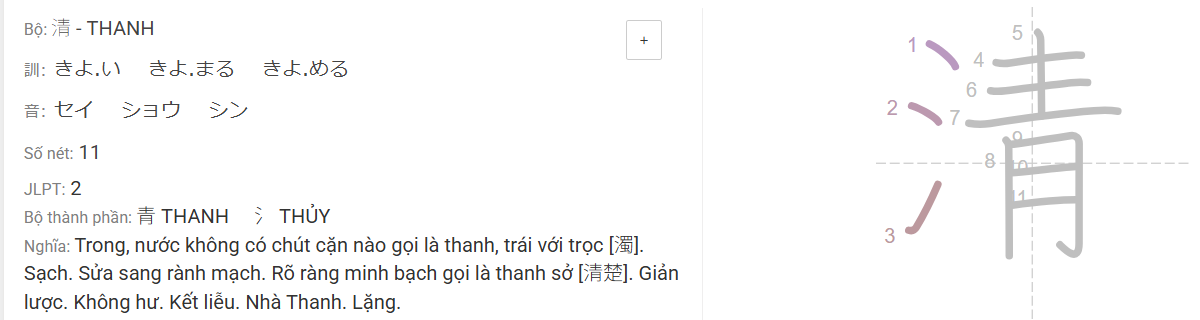 Bộ: 清 - THANH
+
訓: きよ.い きよ.まる きよ.める
音: セイ ショウ シン
Số nét: 11
JLPT: 2
Bộ thành phần: 青 THANH 氵 THỦY
Nghĩa: Trong, nước không có chút cặn nào gọi là thanh, trái với trọc [濁].
Sạch. Sửa sang rành mạch. Rõ ràng minh bạch gọi là thanh sở [清楚]. Giản
lược. Không hư. Kết liễu. Nhà Thanh. Lặng.
清
1
2
3
4
5
6
7
8
9
10
11